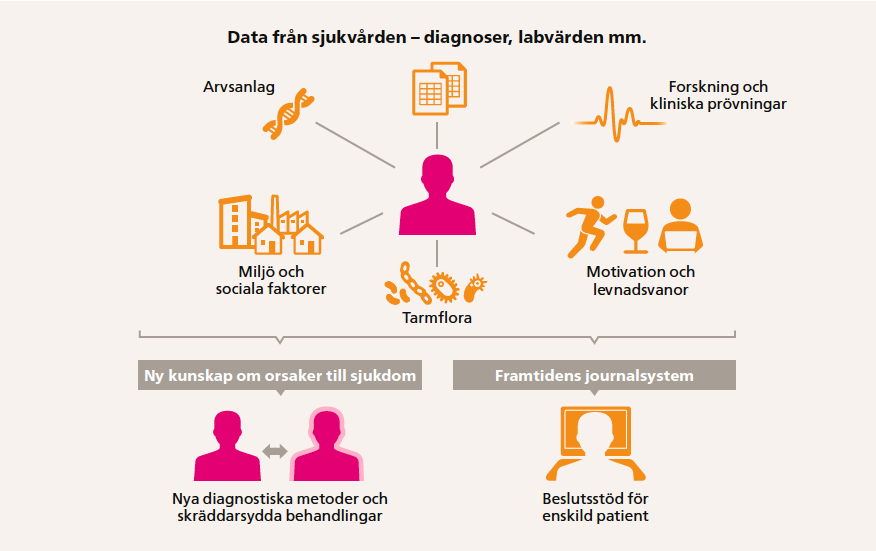 Data från sjukvården – diagnoser, labvärden mm.
Arvsanlag
Forskning och
kliniska prövningar
Miljö och
sociala faktorer
Motivation och
levnadsvanor
Tarmflora
Ny kunskap om orsaker till sjukdom
Framtidens journalsystem
Nya diagnostiska metoder och
skräddarsydda behandlingar
Beslutsstöd för
enskild patient